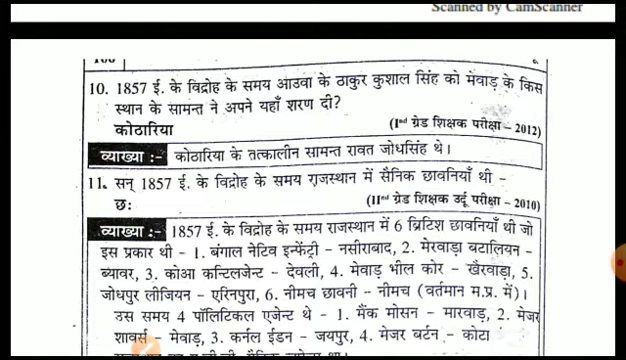 Scanned by CamScanner
10. 1857 ई. के विद्रोह के समय आउवा के ठाकुर कुशाल सिंह को मेवाड़ के किस
स्थान के सामन्त ने अपने यहाँ शरण दी?
कोठारिया (Iⁿᵈ ग्रेड शिक्षक परीक्षा – 2012)
व्याख्या :- कोठारिया के तत्कालीन सामन्त रावत जोधसिंह थे।
11. सन् 1857 ई. के विद्रोह के समय राजस्थान में सैनिक छावनियाँ थी –
छः (IIⁿᵈ ग्रेड शिक्षक उर्दू परीक्षा – 2010)
व्याख्या :- 1857 ई. के विद्रोह के समय राजस्थान में 6 ब्रिटिश छावनियाँ थी जो
इस प्रकार थी – 1. बंगाल नेटिव इन्फेंट्री – नसीराबाद, 2. मेरवाड़ा बटालियन –
ब्यावर, 3. कोआ कन्टिलजेन्ट – देवली, 4. मेवाड़ भील कोर – खैरवाड़ा, 5.
जोधपुर लीजियन – एरिनपुरा, 6. नीमच छावनी – नीमच (वर्तमान म.प्र. में)।
उस समय 4 पॉलिटिकल एजेन्ट थे – 1. मैंक मोसन – मारवाड़, 2. मेजर
शावर्स – मेवाड़, 3. कर्नल ईडन – जयपुर, 4. मेजर बर्टन – कोटा